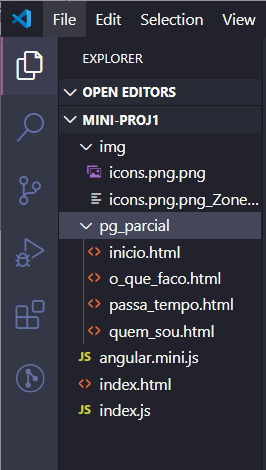 File Edit Selection View
EXPLORER
OPEN EDITORS
MINI-PROJ1
img
icons.png.png
icons.png.png_Zone...
pg_parcial
<> inicio.html
<> o_que_faco.html
<> passa_tempo.html
<> quem_sou.html
JS angular.mini.js
<> index.html
JS index.js